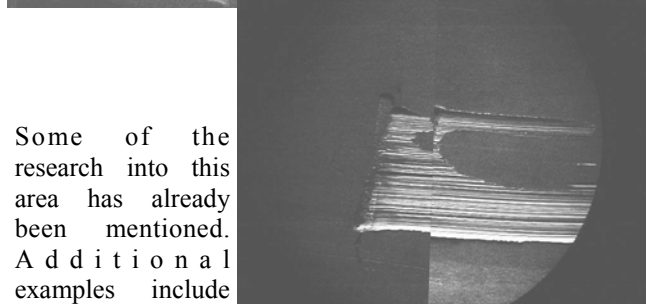 Some of the
research into this
area has already
been mentioned.
Additional
examples include